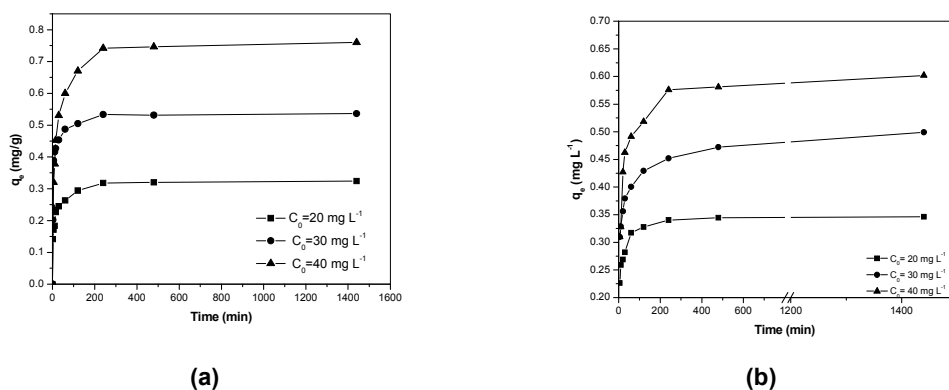 0.8
0.7
0.6
0.5
0.4
0.3
0.2
0.1
0.0
qe (mg/g)
C0=20 mg L-1
C0=30 mg L-1
C0=40 mg L-1
0 200 400 600 800 1000 1200 1400 1600
Time (min)
(a)
0.70
0.65
0.60
0.55
0.50
0.45
0.40
0.35
0.30
0.25
0.20
qe (mg L-1)
C0= 20 mg L-1
C0= 30 mg L-1
C0= 40 mg L-1
0 200 400 600 1200 1400
Time (min)
(b)